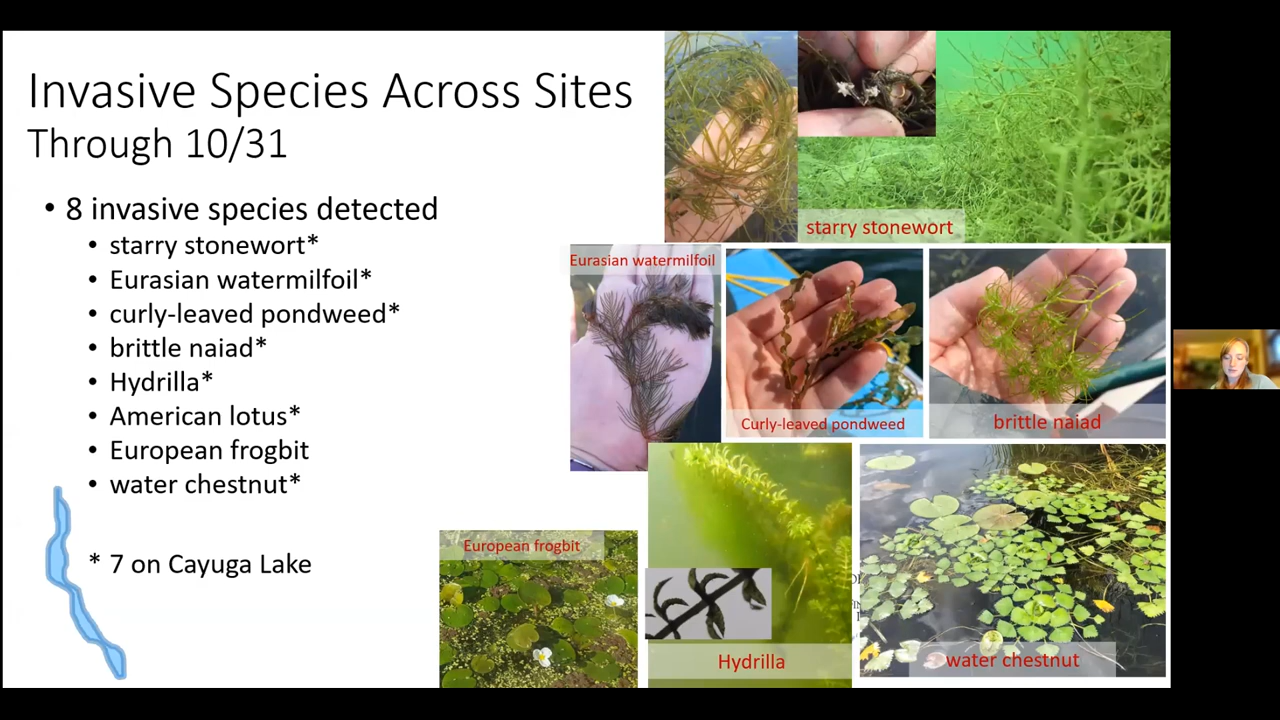 Invasive Species Across Sites
Through 10/31
• 8 invasive species detected
• starry stonewort*
• Eurasian watermilfoil*
• curly-leaved pondweed*
• brittle naiad*
• Hydrilla*
• American lotus*
• European frogbit
• water chestnut*
* 7 on Cayuga Lake
starry stonewort
Eurasian watermilfoil
Curly-leaved pondweed
brittle naiad
European frogbit
Hydrilla
water chestnut